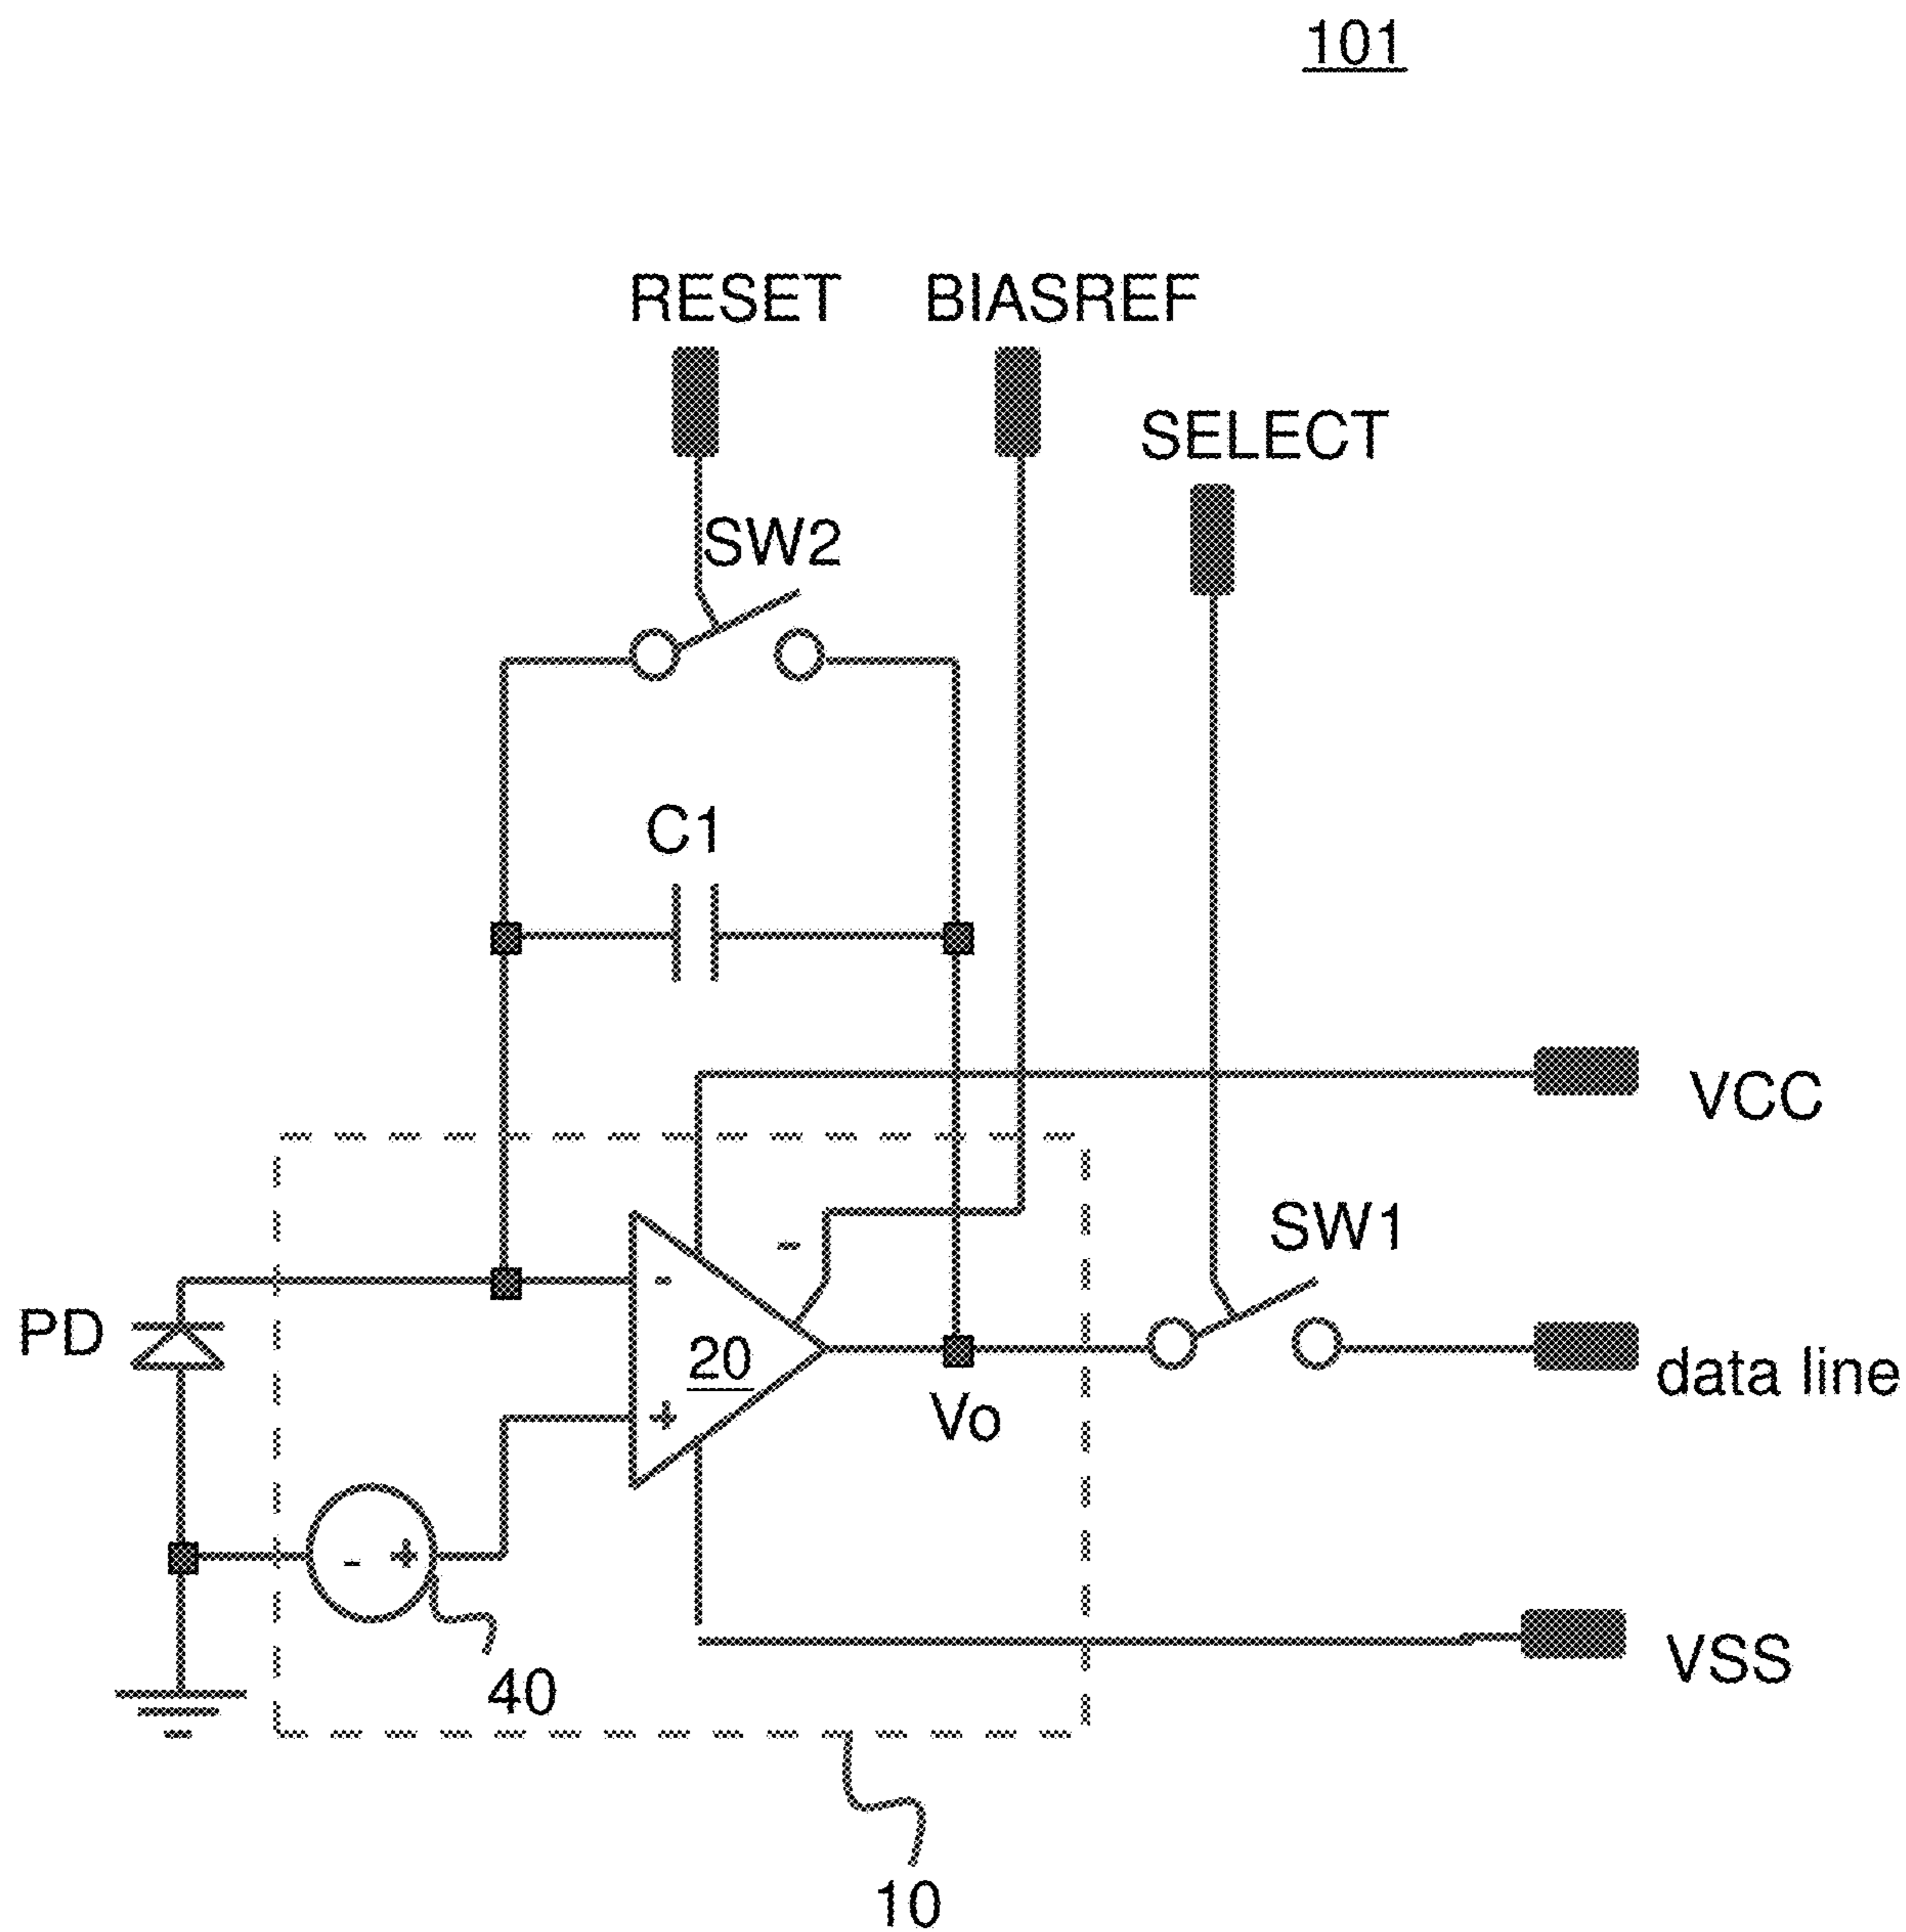 101
RESET
BIASREF
SELECT
SW2
C1
VCC
-
SW1
-
PD
20
data line
+
Vo
- +
VSS
40
10